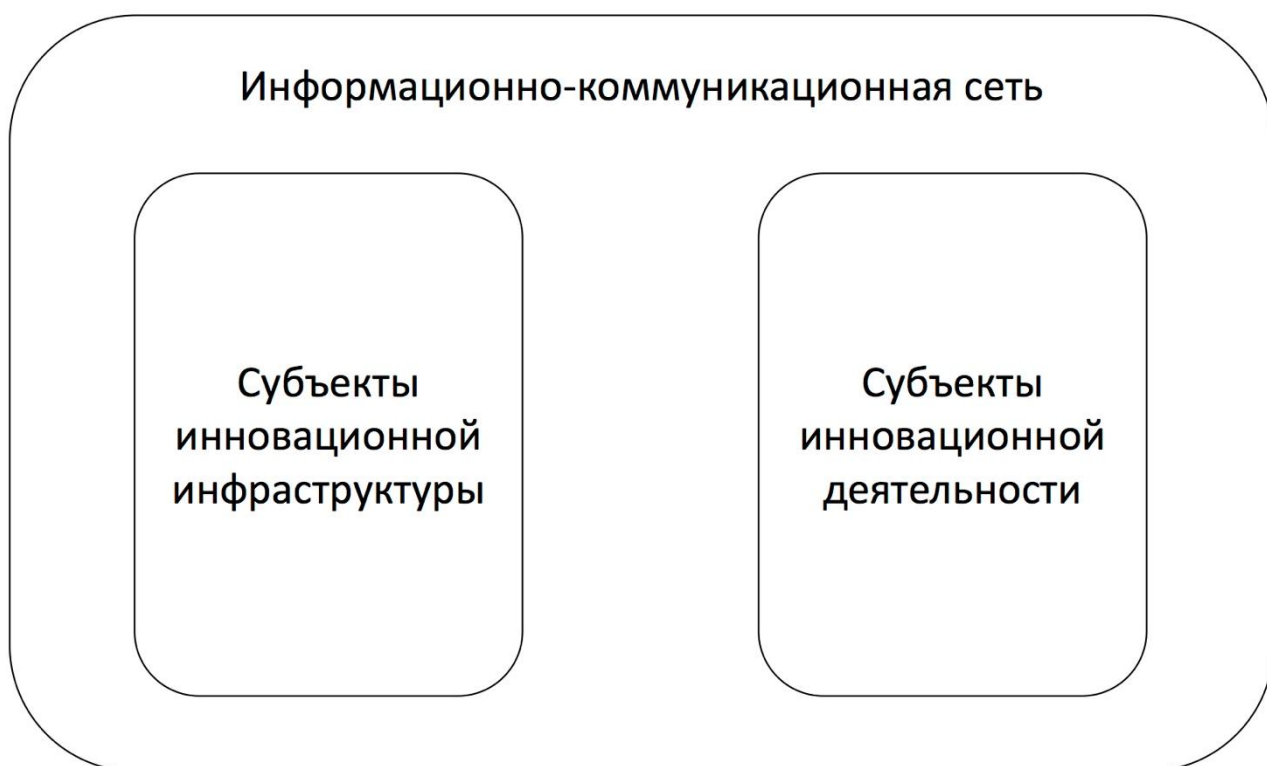 Информационно-коммуникационная сеть
Субъекты
инновационной
инфраструктуры
Субъекты
инновационной
деятельности